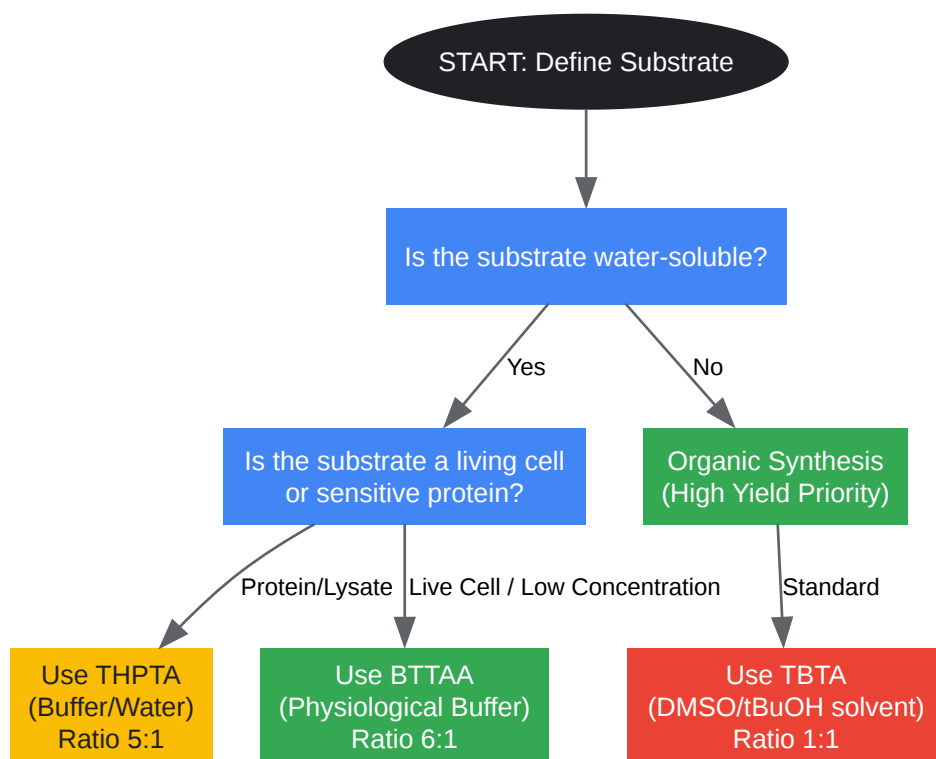 START: Define Substrate
Is the substrate water-soluble?
Yes
No
Is the substrate a living cell
or sensitive protein?
Organic Synthesis
(High Yield Priority)
Protein/Lysate
Live Cell / Low Concentration
Standard
Use THPTA
(Buffer/Water)
Ratio 5:1
Use BTTAA
(Physiological Buffer)
Ratio 6:1
Use TBTA
(DMSO/tBuOH solvent)
Ratio 1:1